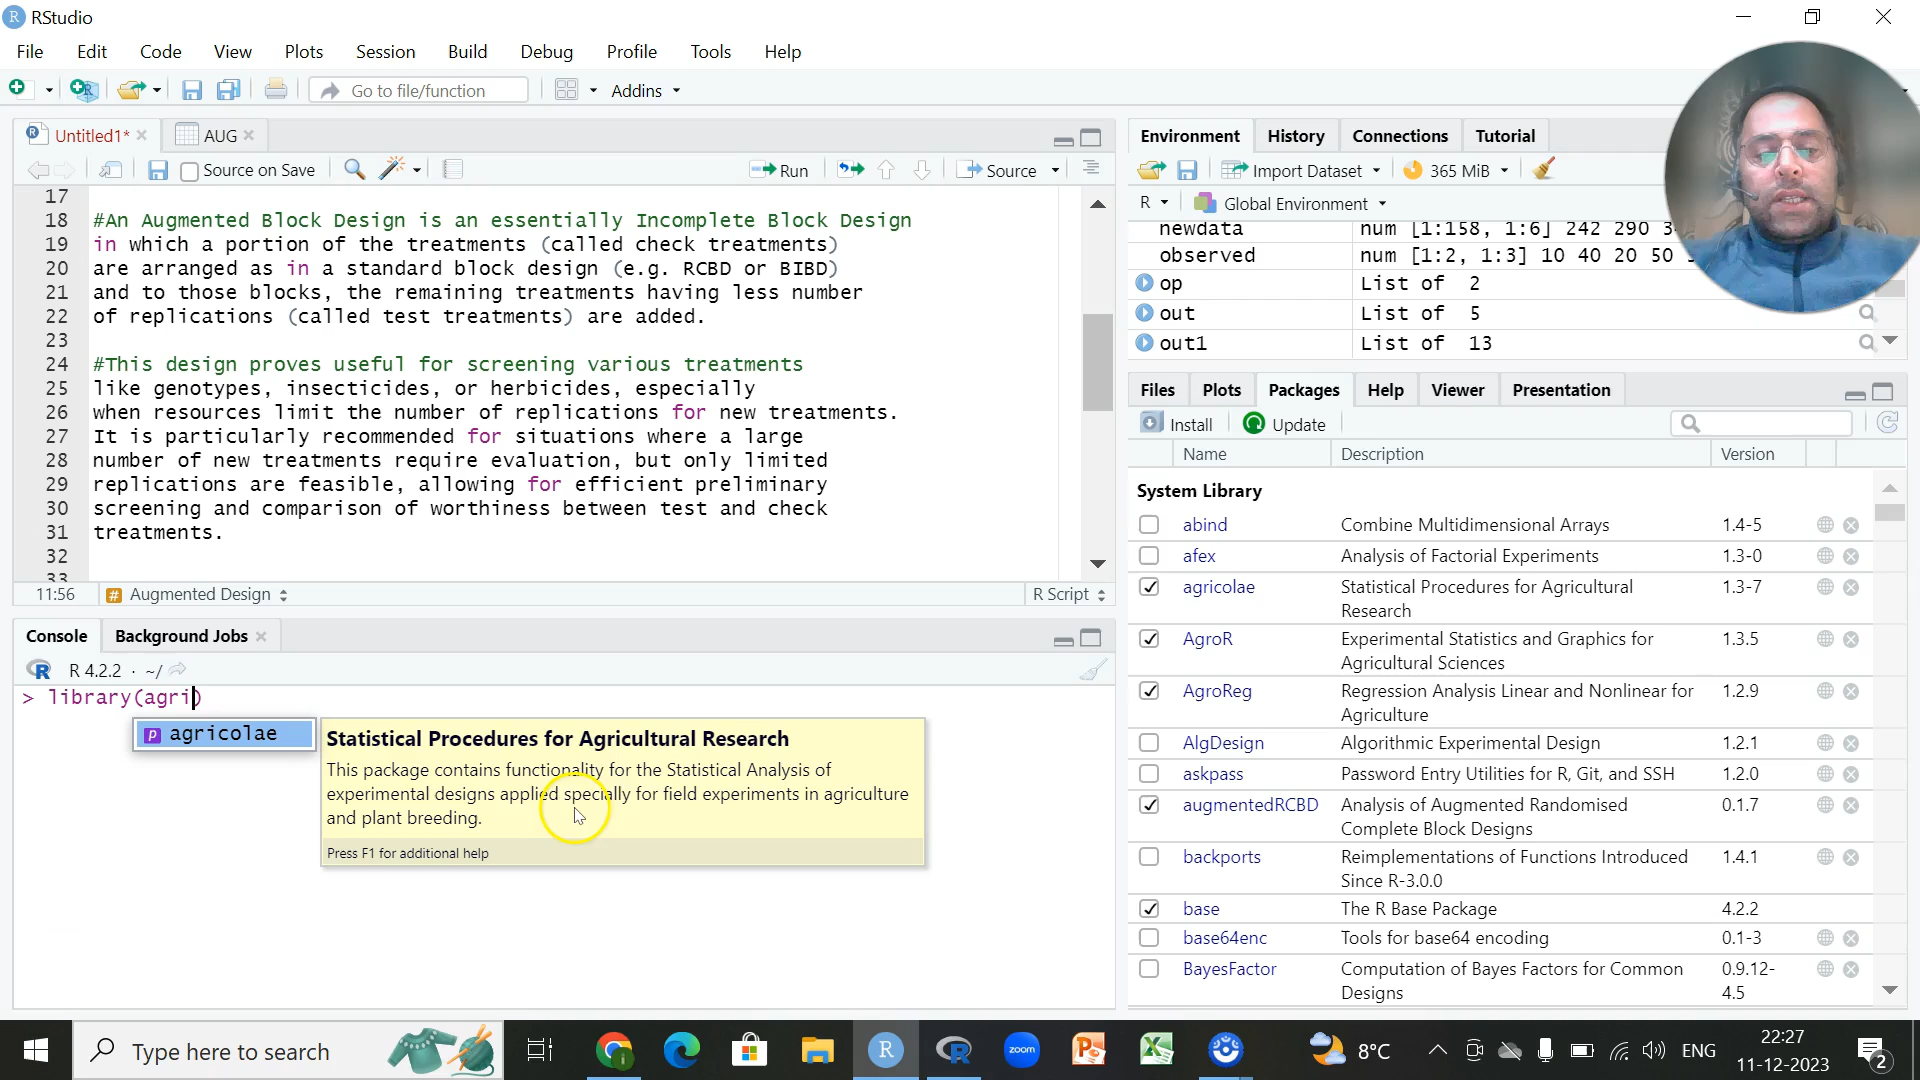 RStudio
File Edit Code View Plots Session Build Debug Profile Tools Help
Go to file/function Addins
Untitled1* AUG
Source on Save Run Source
17
18 #An Augmented Block Design is an essentially Incomplete Block Design
19 in which a portion of the treatments (called check treatments)
20 are arranged as in a standard block design (e.g. RCBD or BIBD)
21 and to those blocks, the remaining treatments having less number
22 of replications (called test treatments) are added.
23
24 #This design proves useful for screening various treatments
25 like genotypes, insecticides, or herbicides, especially
26 when resources limit the number of replications for new treatments.
27 It is particularly recommended for situations where a large
28 number of new treatments require evaluation, but only limited
29 replications are feasible, allowing for efficient preliminary
30 screening and comparison of worthiness between test and check
31 treatments.
32
33
11:56 # Augmented Design R Script
Console Background Jobs
R 4.2.2 · ~/
> library(agri)
p agricolae
Statistical Procedures for Agricultural Research
This package contains functionality for the Statistical Analysis of
experimental designs applied specially for field experiments in agriculture
and plant breeding.
Press F1 for additional help
Environment History Connections Tutorial
Import Dataset 365 MiB
R Global Environment
newdata num [1:158, 1:6] 242 290
observed num [1:2, 1:3] 10 40 20 50
op List of 2
out List of 5
out1 List of 13
Files Plots Packages Help Viewer Presentation
Install Update
Name Description Version
System Library
abind Combine Multidimensional Arrays 1.4-5
afex Analysis of Factorial Experiments 1.3-0
agricolae Statistical Procedures for Agricultural 1.3-7
Research
AgroR Experimental Statistics and Graphics for 1.3.5
Agricultural Sciences
AgroReg Regression Analysis Linear and Nonlinear for 1.2.9
Agriculture
AlgDesign Algorithmic Experimental Design 1.2.1
askpass Password Entry Utilities for R, Git, and SSH 1.2.0
augmentedRCBD Analysis of Augmented Randomised 0.1.7
Complete Block Designs
backports Reimplementations of Functions Introduced 1.4.1
Since R-3.0.0
base The R Base Package 4.2.2
base64enc Tools for base64 encoding 0.1-3
BayesFactor Computation of Bayes Factors for Common 0.9.12-
Designs 4.5
Type here to search
zoom
8°C
ENG
22:27
11-12-2023
2